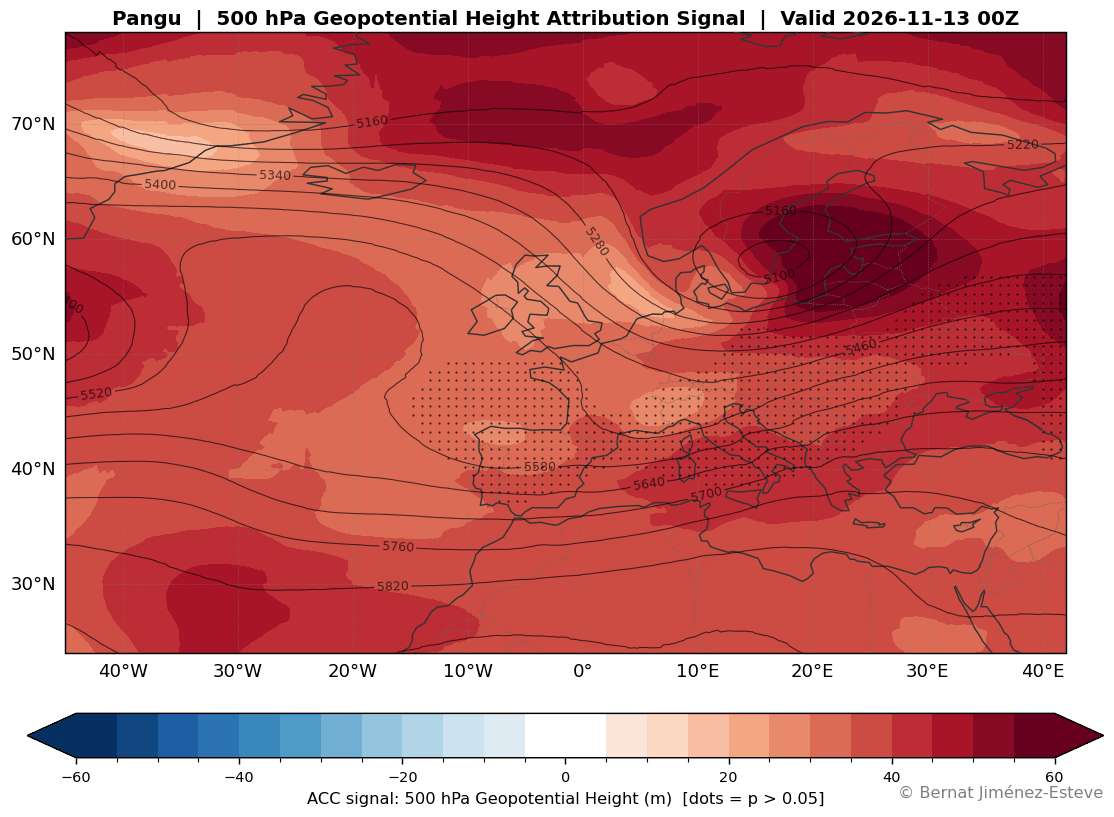 Pangu | 500 hPa Geopotential Height Attribution Signal | Valid 2026-11-13 00Z
70°N
60°N
50°N
40°N
30°N
5160
5220
5340
5400
5160
5280
5100
5460
5520
5580
5640
5700
5760
5820
40°W 30°W 20°W 10°W 0° 10°E 20°E 30°E 40°E
−60 −40 −20 0 20 40 60
ACC signal: 500 hPa Geopotential Height (m) [dots = p > 0.05]
© Bernat Jiménez-Esteve